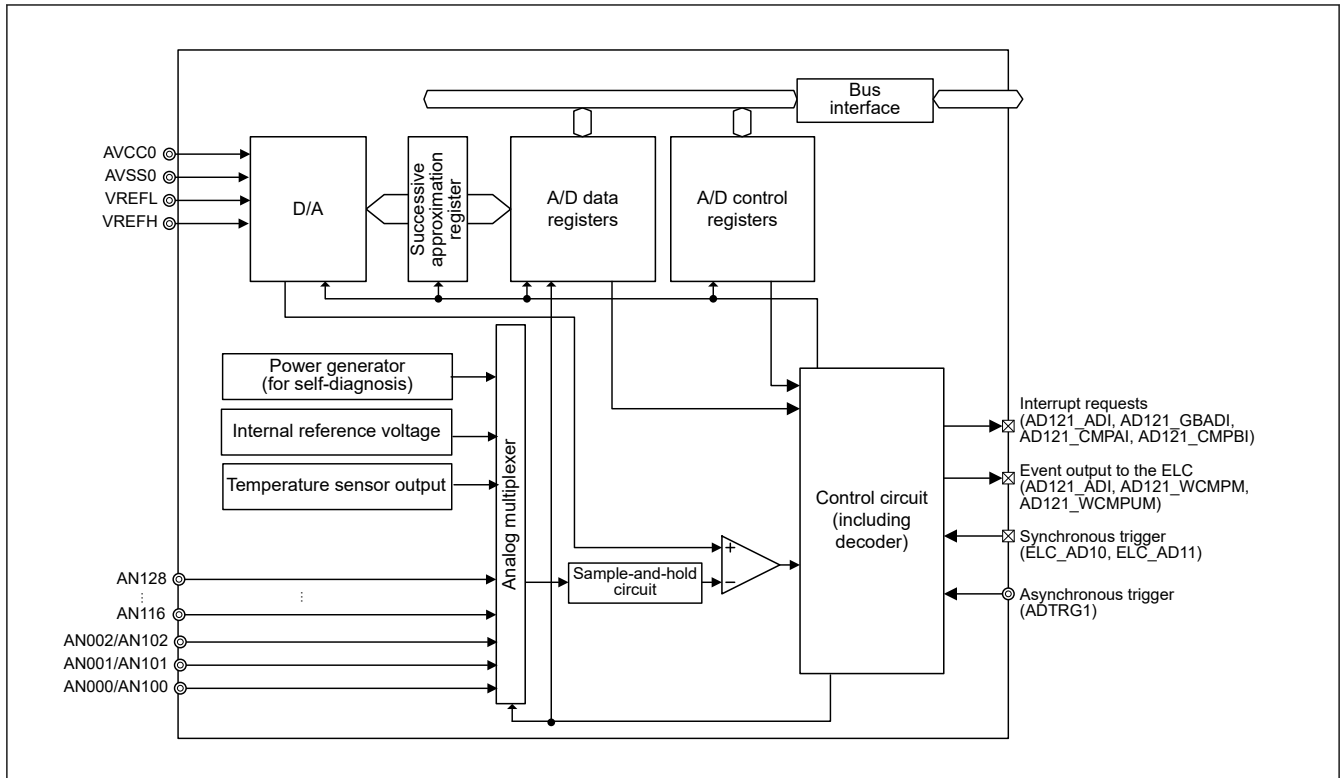 Bus
interface
AVCC0
AVSS0
VREFL
VREFH
D/A
Successive
approximation
register
A/D data
registers
A/D control
registers
Power generator
(for self-diagnosis)
Internal reference voltage
Temperature sensor output
Analog multiplexer
Sample-and-hold
circuit
+
−
Control circuit
(including
decoder)
Interrupt requests
(AD121_ADI, AD121_GBADI,
AD121_CMPAI, AD121_CMPBI)
Event output to the ELC
(AD121_ADI, AD121_WCMPM,
AD121_WCMPUM)
Synchronous trigger
(ELC_AD10, ELC_AD11)
Asynchronous trigger
(ADTRG1)
AN128
AN116
AN002/AN102
AN001/AN101
AN000/AN100